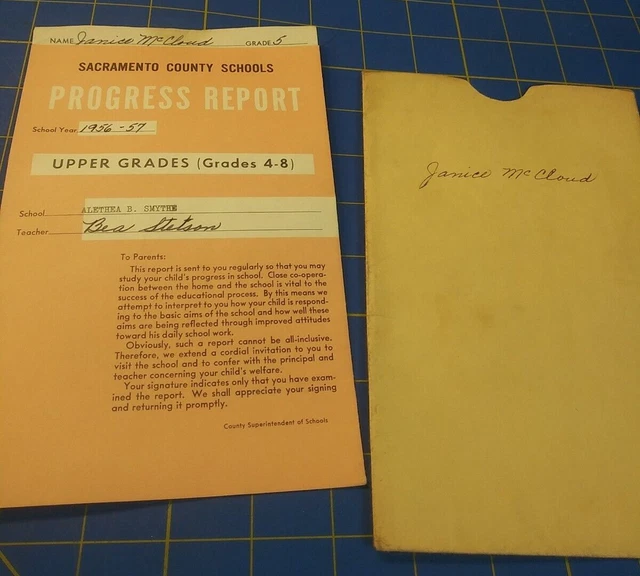 NAME Janice McCloud GRADE 5
SACRAMENTO COUNTY SCHOOLS
PROGRESS REPORT
School Year 1956-57
UPPER GRADES (Grades 4-8)
School ALETHEA B. SMYTHE
Teacher Bea Stetson
To Parents:
This report is sent to you regularly so that you may
study your child's progress in school. Close co-opera-
tion between the home and the school is vital to the
success of the educational process. By this means we
attempt to interpret to you how your child is respond-
ing to the basic aims of the school and how well these
aims are being reflected through improved attitudes
toward his daily school work.
Obviously, such a report cannot be all-inclusive.
Therefore, we extend a cordial invitation to you to
visit the school and to confer with the principal and
teacher concerning your child's welfare.
Your signature indicates only that you have exam-
ined the report. We shall appreciate your signing
and returning it promptly.
County Superintendent of Schools
Janice McCloud